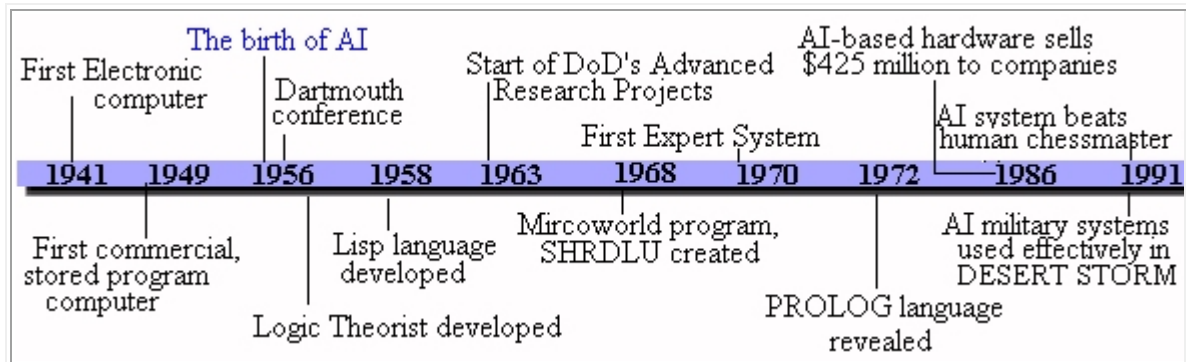 The birth of AI
First Electronic
computer
Dartmouth
conference
Start of DoD's Advanced
Research Projects
First Expert System
AI-based hardware sells
$425 million to companies
AI system beats
human chessmaster
1941 1949 1956 1958 1963 1968 1970 1972 1986 1991
First commercial,
stored program
computer
Logic Theorist developed
Lisp language
developed
Mircoworld program,
SHRDLU created
PROLOG language
revealed
AI military systems
used effectively in
DESERT STORM